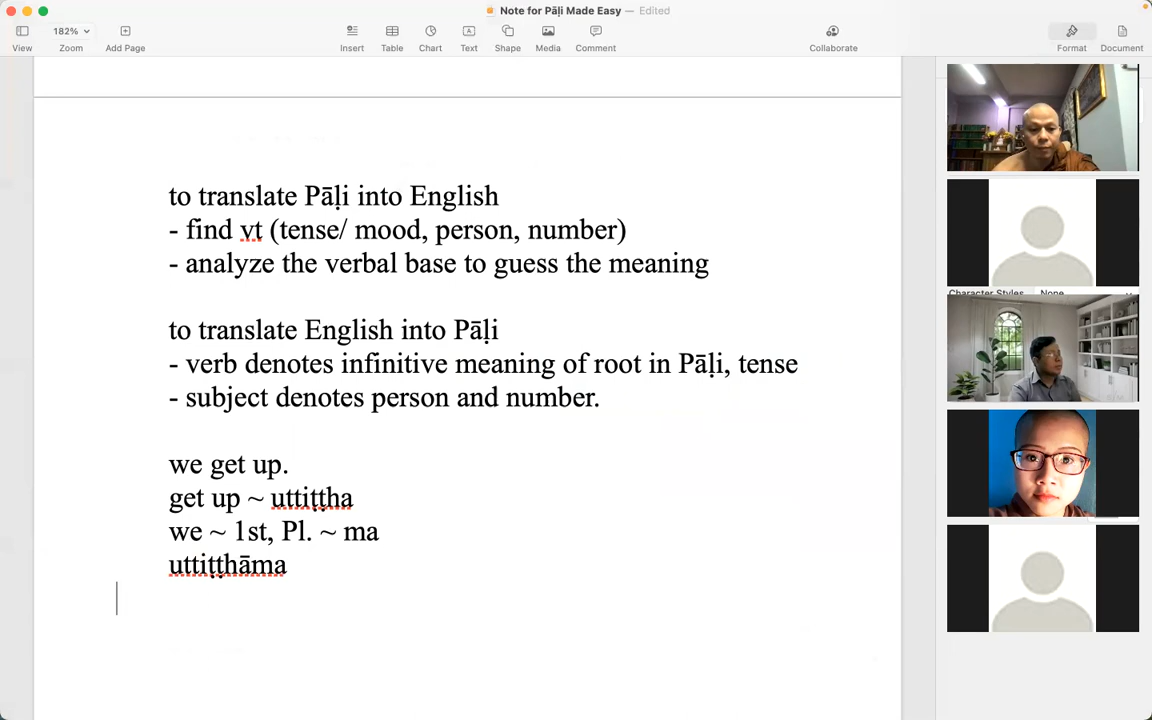 Note for Pāḷi Made Easy — Edited
182%
View
Zoom
Add Page
Insert
Table
Chart
Text
Shape
Media
Comment
Collaborate
Format
Document
to translate Pāḷi into English
- find vt (tense/ mood, person, number)
- analyze the verbal base to guess the meaning
to translate English into Pāḷi
- verb denotes infinitive meaning of root in Pāḷi, tense
- subject denotes person and number.
we get up.
get up ~ uttiṭṭha
we ~ 1st, Pl. ~ ma
uttiṭṭhāma
Character Styles None